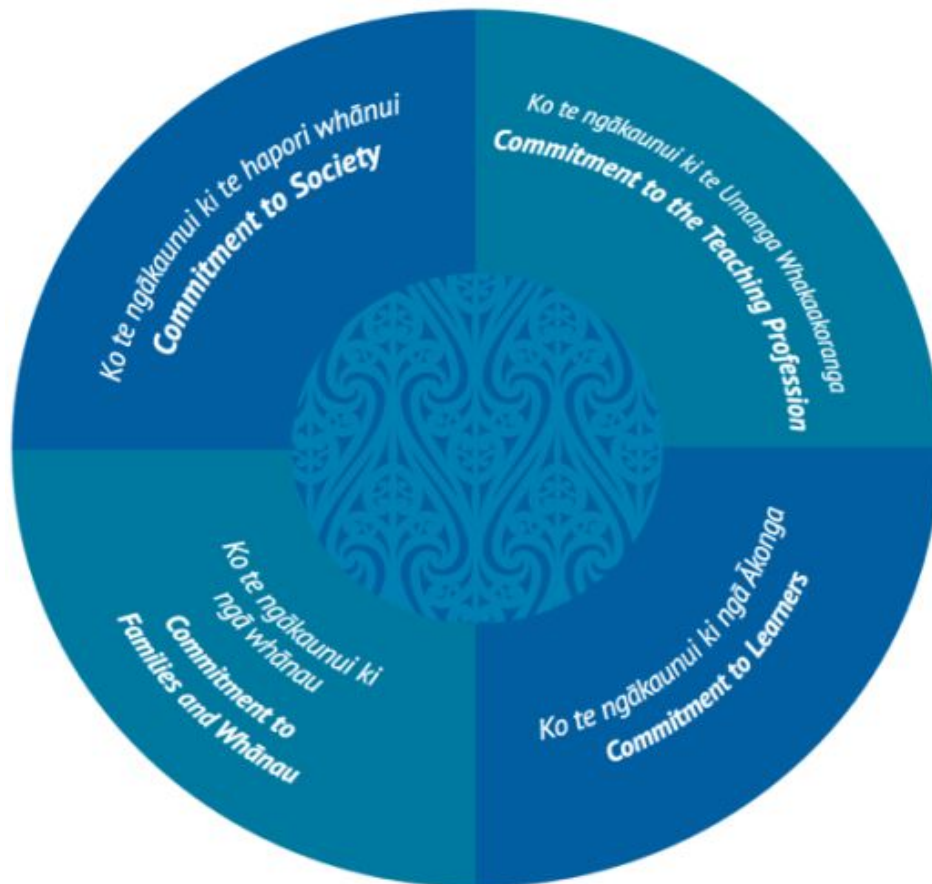 Ko te ngākaunui ki te hapori whānui
Commitment to Society
Ko te ngākaunui ki te Umanga Whakaakoranga
Commitment to the Teaching Profession
Ko te ngākaunui ki
ngā whānau
Commitment to
Families and Whānau
Ko te ngākaunui ki ngā Ākonga
Commitment to Learners